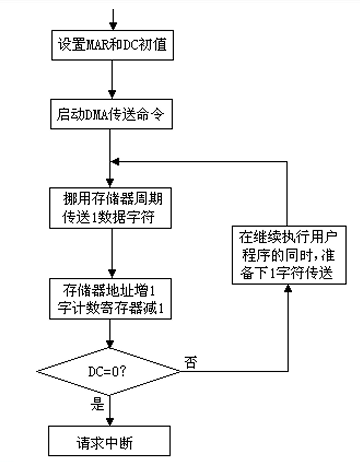 设置MAR和DC初值
启动DMA传送命令
挪用存储器周期
传送1数据字符
在继续执行用户
程序的同时,准
备下1字符传送
存储器地址增1
字计数寄存器减1
DC=0?
否
是
请求中断